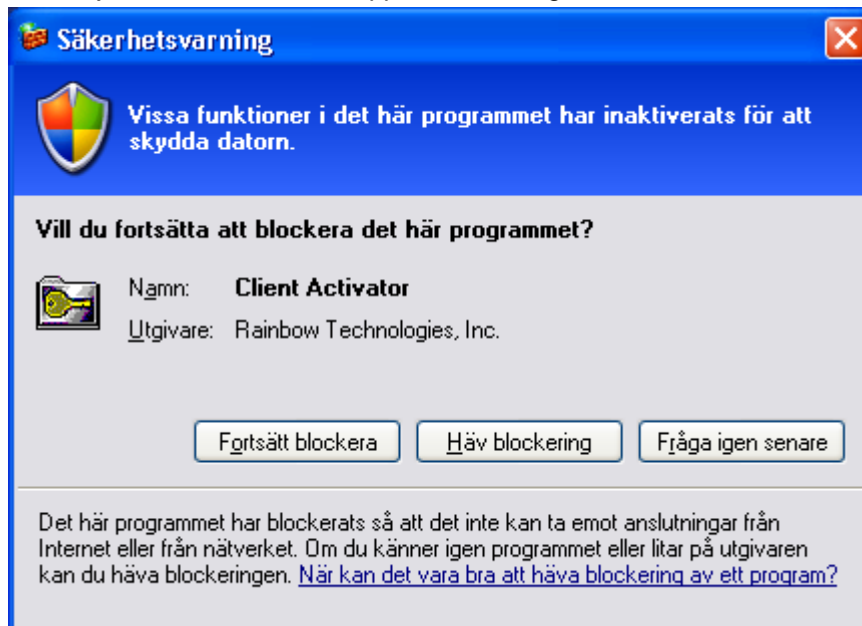 Säkerhetsvarning
Vissa funktioner i det här programmet har inaktiverats för att
skydda datorn.
Vill du fortsätta att blockera det här programmet?
Namn: Client Activator
Utgivare: Rainbow Technologies, Inc.
Fortsätt blockera Häv blockering Fråga igen senare
Det här programmet har blockerats så att det inte kan ta emot anslutningar från
Internet eller från nätverket. Om du känner igen programmet eller litar på utgivaren
kan du häva blockeringen. När kan det vara bra att häva blockering av ett program?